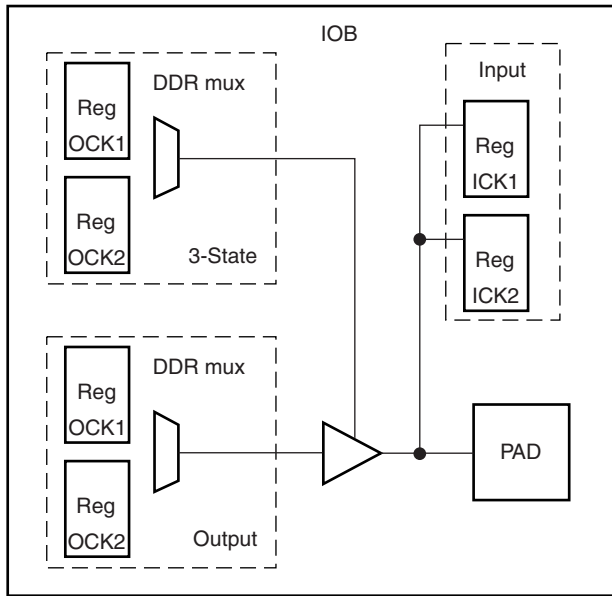 IOB
DDR mux
Reg
OCK1
Reg
OCK2
3-State
Input
Reg
ICK1
Reg
ICK2
DDR mux
Reg
OCK1
Reg
OCK2
Output
PAD